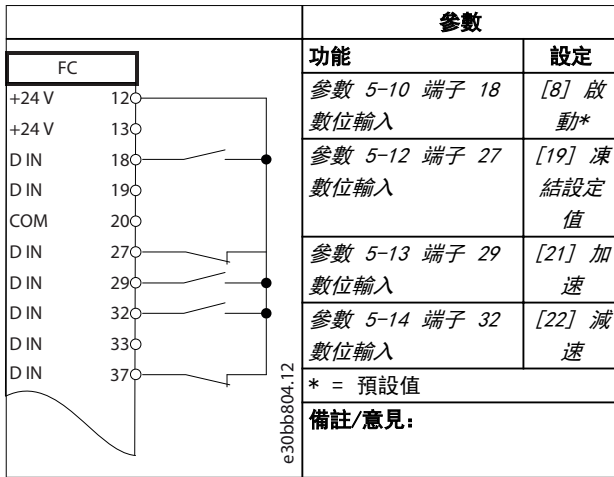 FC
+24 V 12
+24 V 13
D IN 18
D IN 19
COM 20
D IN 27
D IN 29
D IN 32
D IN 33
D IN 37
e30bb804.12
參數
功能 設定
參數 5-10 端子 18 [8] 啟
數位輸入 動*
參數 5-12 端子 27 [19] 凍
數位輸入 結設定
值
參數 5-13 端子 29 [21] 加
數位輸入 速
參數 5-14 端子 32 [22] 減
數位輸入 速
* = 預設值
備註/意見：